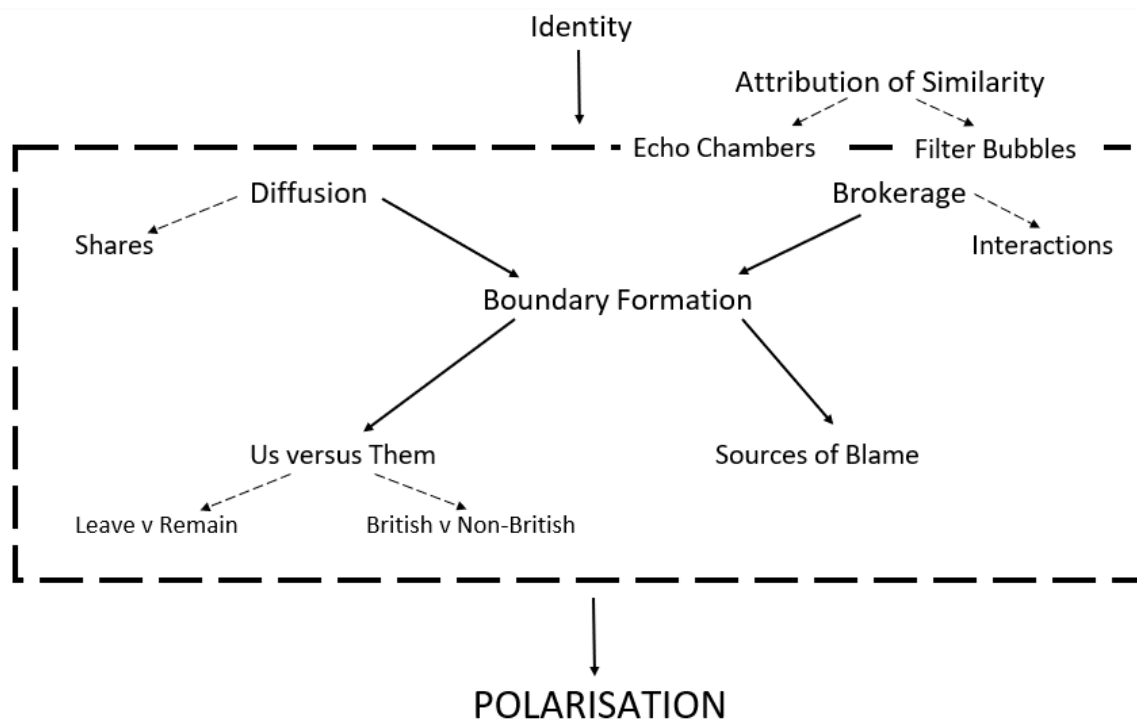 Identity
Attribution of Similarity
Echo Chambers
Filter Bubbles
Diffusion
Brokerage
Shares
Interactions
Boundary Formation
Us versus Them
Sources of Blame
Leave v Remain
British v Non-British
POLARISATION